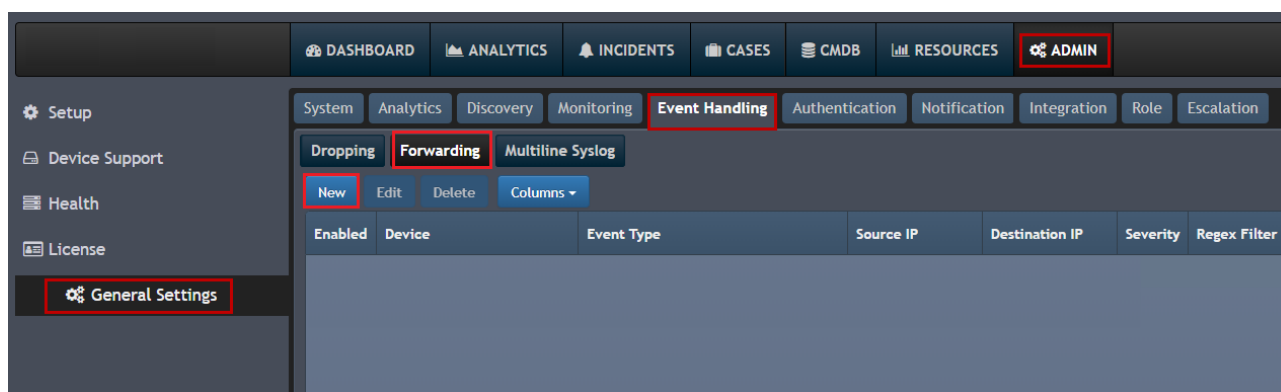 DASHBOARD ANALYTICS INCIDENTS CASES CMDB RESOURCES ADMIN
Setup
Device Support
Health
License
General Settings
System Analytics Discovery Monitoring Event Handling Authentication Notification Integration Role Escalation
Dropping Forwarding Multiline Syslog
New Edit Delete Columns
Enabled Device Event Type Source IP Destination IP Severity Regex Filter